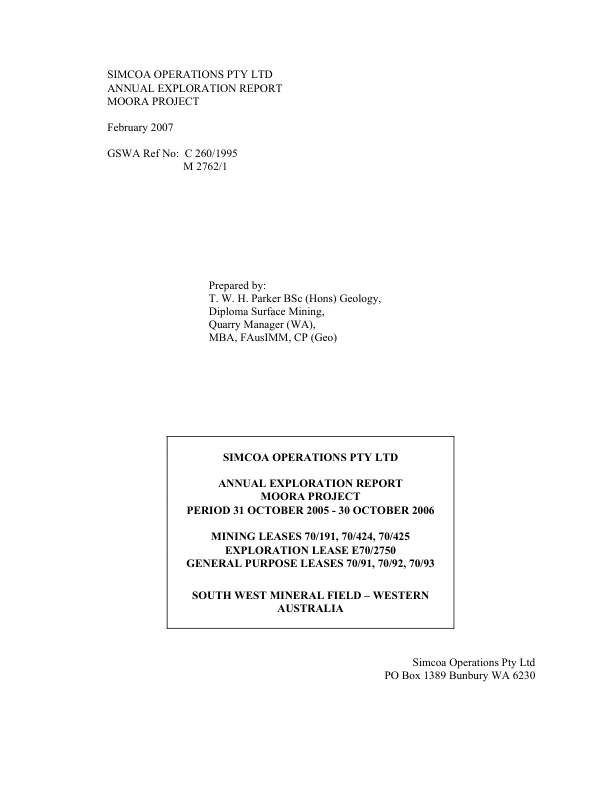 SIMCOA OPERATIONS PTY LTD
ANNUAL EXPLORATION REPORT
MOORA PROJECT
February 2007
GSWA Ref No: C 260/1995
M 2762/1
Prepared by:
T. W. H. Parker BSc (Hons) Geology,
Diploma Surface Mining,
Quarry Manager (WA),
MBA, FAusIMM, CP (Geo)
SIMCOA OPERATIONS PTY LTD
ANNUAL EXPLORATION REPORT
MOORA PROJECT
PERIOD 31 OCTOBER 2005 - 30 OCTOBER 2006
MINING LEASES 70/191, 70/424, 70/425
EXPLORATION LEASE E70/2750
GENERAL PURPOSE LEASES 70/91, 70/92, 70/93
SOUTH WEST MINERAL FIELD – WESTERN
AUSTRALIA
Simcoa Operations Pty Ltd
PO Box 1389 Bunbury WA 6230